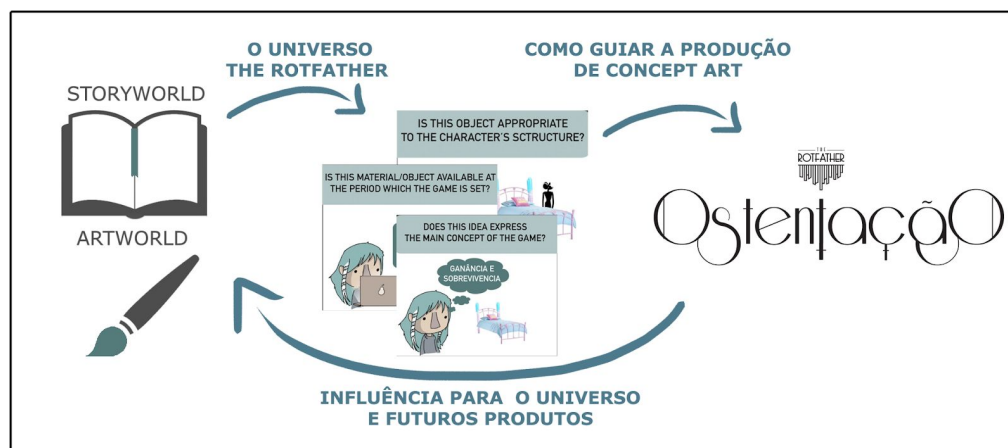 O UNIVERSO
THE ROTFATHER
COMO GUIAR A PRODUÇÃO
DE CONCEPT ART
STORYWORLD
ARTWORLD
IS THIS OBJECT APPROPRIATE
TO THE CHARACTER'S SCTRUCTURE?
IS THIS MATERIAL/OBJECT AVAILABLE AT
THE PERIOD WHICH THE GAME IS SET?
DOES THIS IDEA EXPRESS
THE MAIN CONCEPT OF THE GAME?
GANÂNCIA E
SOBREVIVENCIA
THE
ROTFATHER
OstentaçãO
INFLUÊNCIA PARA O UNIVERSO
E FUTUROS PRODUTOS